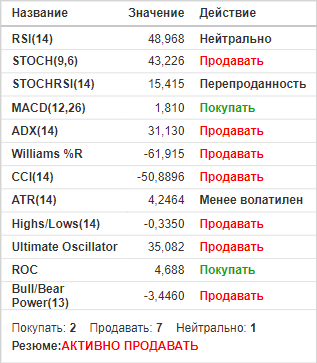 Название Значение Действие
RSI(14) 48,968 Нейтрально
STOCH(9,6) 43,226 Продавать
STOCHRSI(14) 15,415 Перепроданность
MACD(12,26) 1,810 Покупать
ADX(14) 31,130 Продавать
Williams %R -61,915 Продавать
CCI(14) -50,8896 Продавать
ATR(14) 4,2464 Менее волатилен
Highs/Lows(14) -0,3350 Продавать
Ultimate Oscillator 35,082 Продавать
ROC 4,688 Покупать
Bull/Bear
Power(13) -3,4460 Продавать
Покупать: 2 Продавать: 7 Нейтрально: 1
Резюме:АКТИВНО ПРОДАВАТЬ